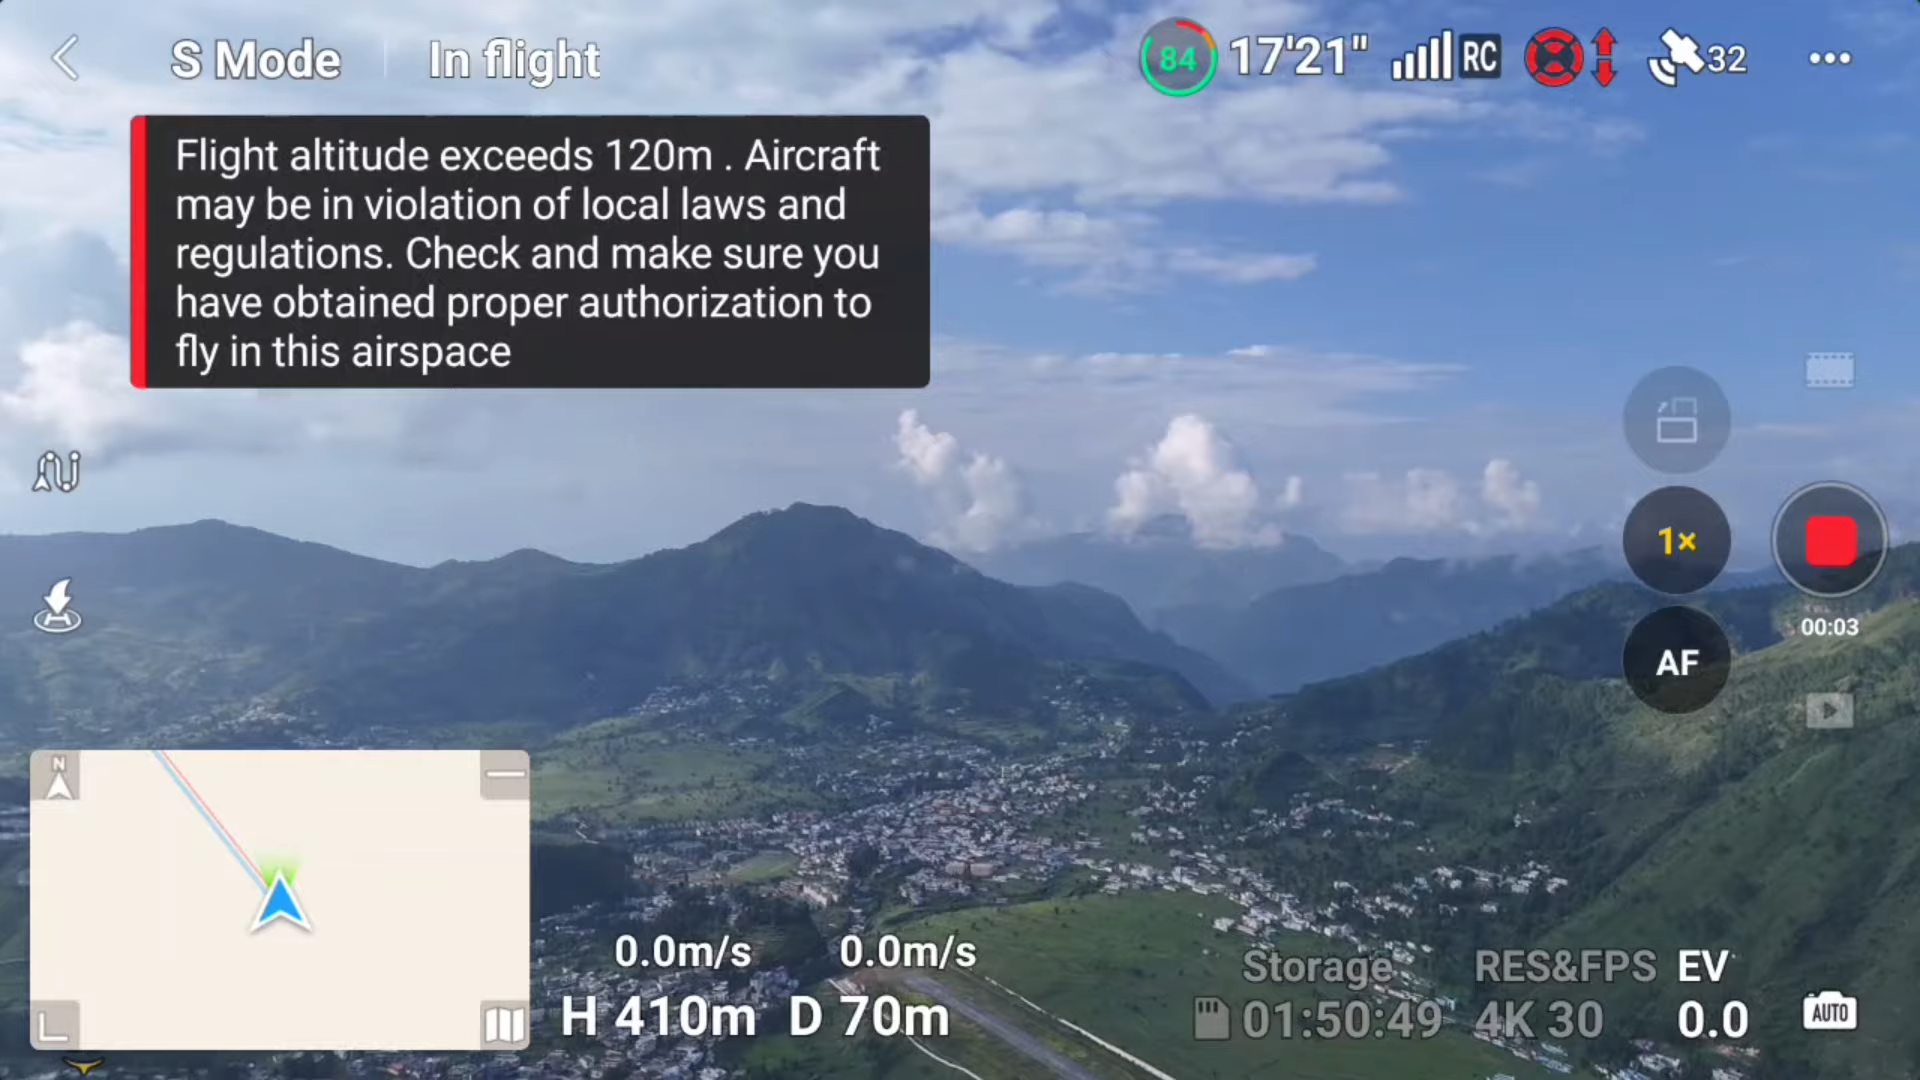 S Mode
In flight
84
17'21"
RC
32
Flight altitude exceeds 120m . Aircraft
may be in violation of local laws and
regulations. Check and make sure you
have obtained proper authorization to
fly in this airspace
1×
00:03
AF
N
L
0.0m/s 0.0m/s
H 410m D 70m
Storage
01:50:49
RES&FPS
4K 30
EV
0.0
AUTO